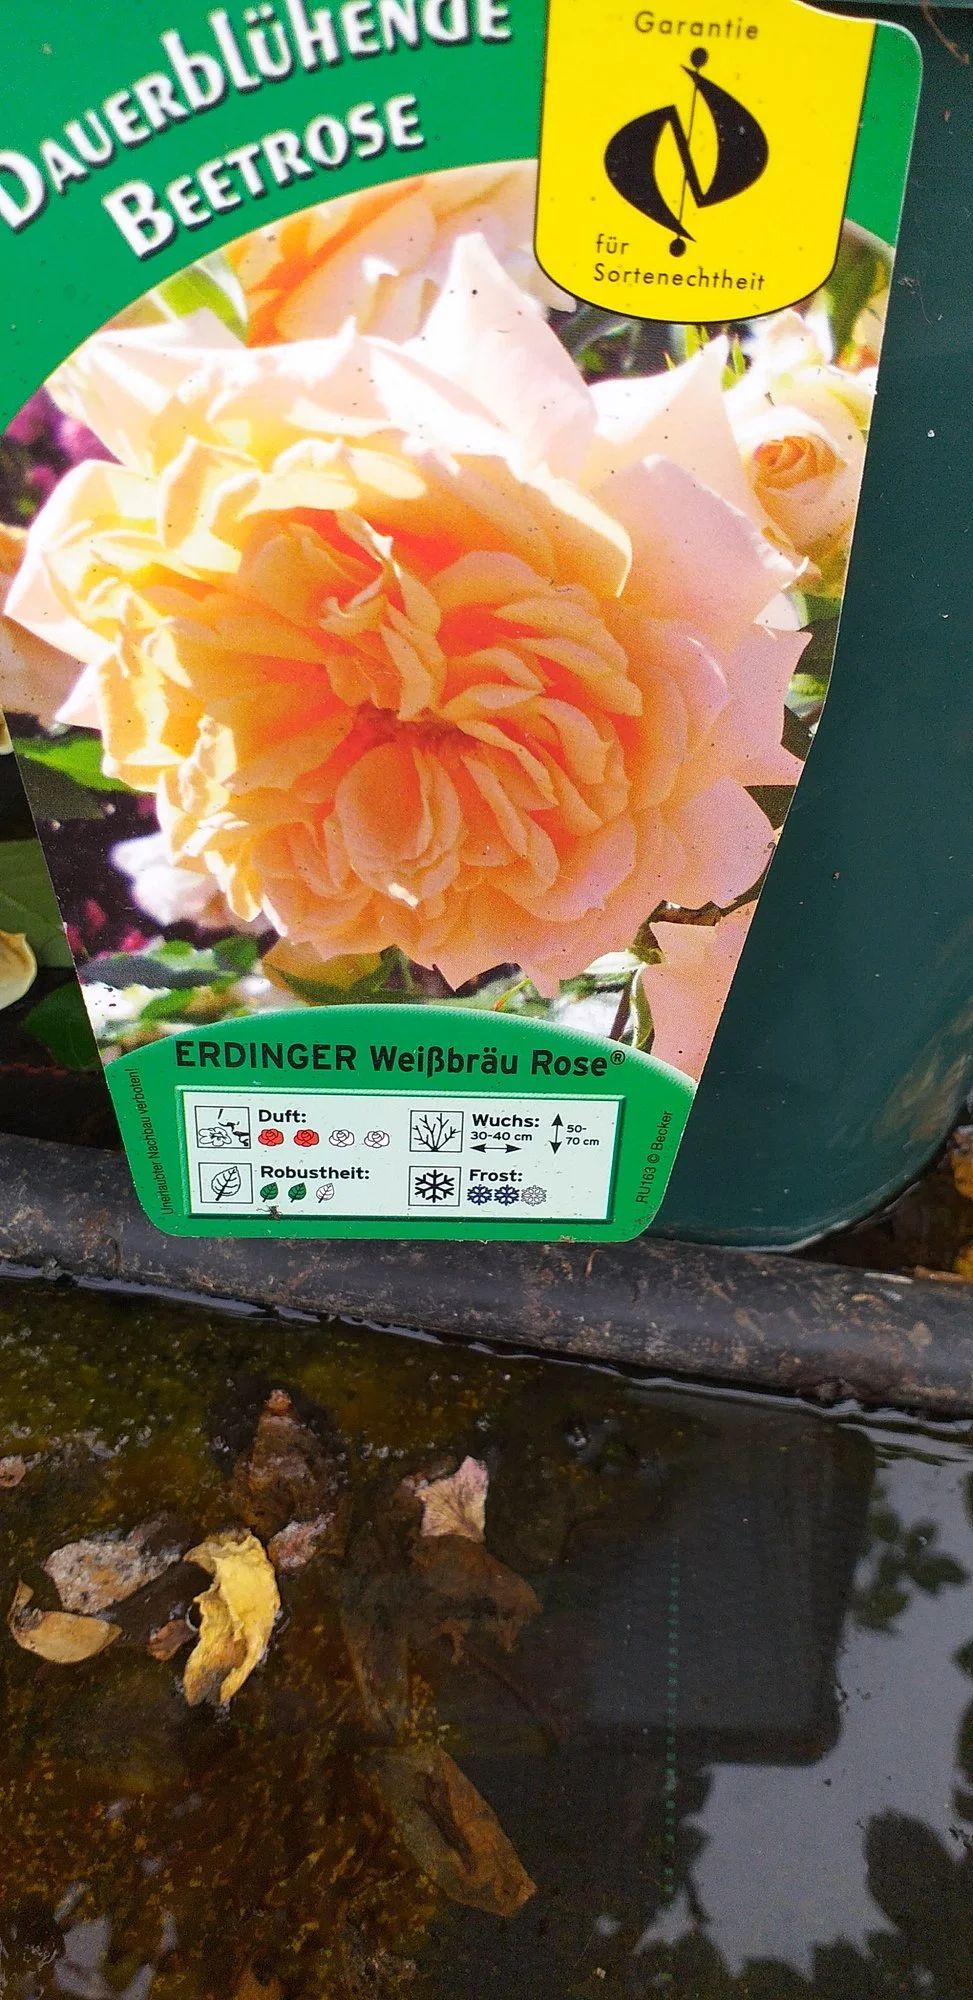 DAUERblÜHENDE
BEETROSE
Garantie
für
Sortenechtheit
ERDINGER Weißbräu Rose®
Duft:
Wuchs:
30-40 cm
50-
70 cm
Robustheit:
Frost:
Unerlaubter Nachbau verboten!
RU163 © Becker